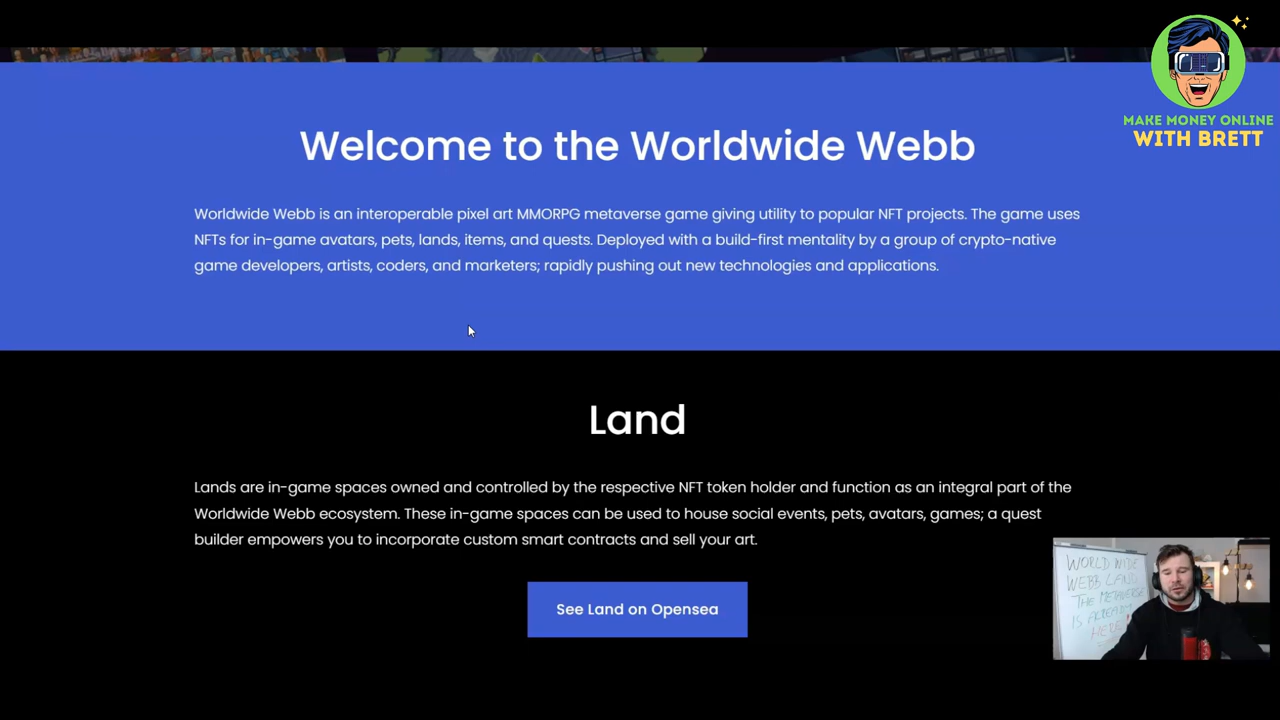 MAKE MONEY ONLINE
WITH BRETT
Welcome to the Worldwide Webb
Worldwide Webb is an interoperable pixel art MMORPG metaverse game giving utility to popular NFT projects. The game uses
NFTs for in-game avatars, pets, lands, items, and quests. Deployed with a build-first mentality by a group of crypto-native
game developers, artists, coders, and marketers; rapidly pushing out new technologies and applications.
Land
Lands are in-game spaces owned and controlled by the respective NFT token holder and function as an integral part of the
Worldwide Webb ecosystem. These in-game spaces can be used to house social events, pets, avatars, games; a quest
builder empowers you to incorporate custom smart contracts and sell your art.
See Land on Opensea
WORLD WIDE
WEBB LAND
THE METAVERSE
IS ALREADY
HERE